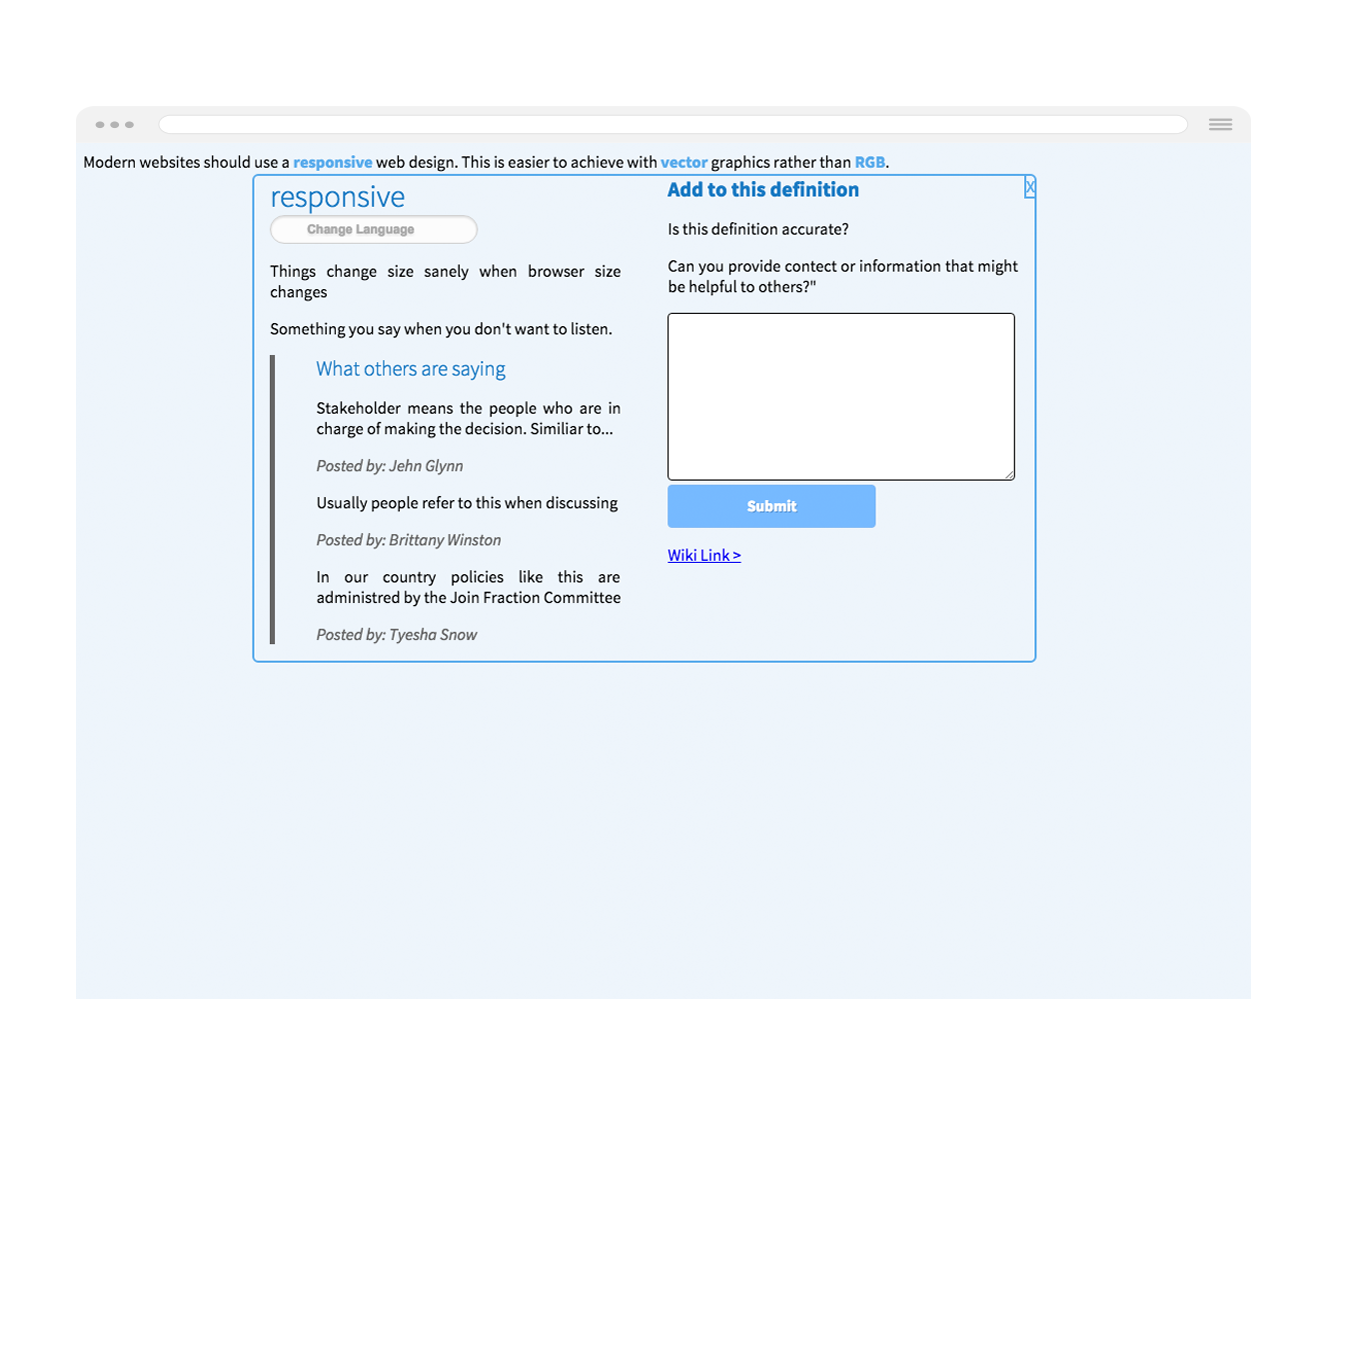 Modern websites should use a responsive web design. This is easier to achieve with vector graphics rather than RGB.
responsive
Change Language
Things change size sanely when browser size
changes
Something you say when you don't want to listen.
What others are saying
Stakeholder means the people who are in
charge of making the decision. Similiar to...
Posted by: Jehn Glynn
Usually people refer to this when discussing
Posted by: Brittany Winston
In our country policies like this are
administred by the Join Fraction Committee
Posted by: Tyesha Snow
Add to this definition
X
Is this definition accurate?
Can you provide contect or information that might
be helpful to others?"
Submit
Wiki Link >